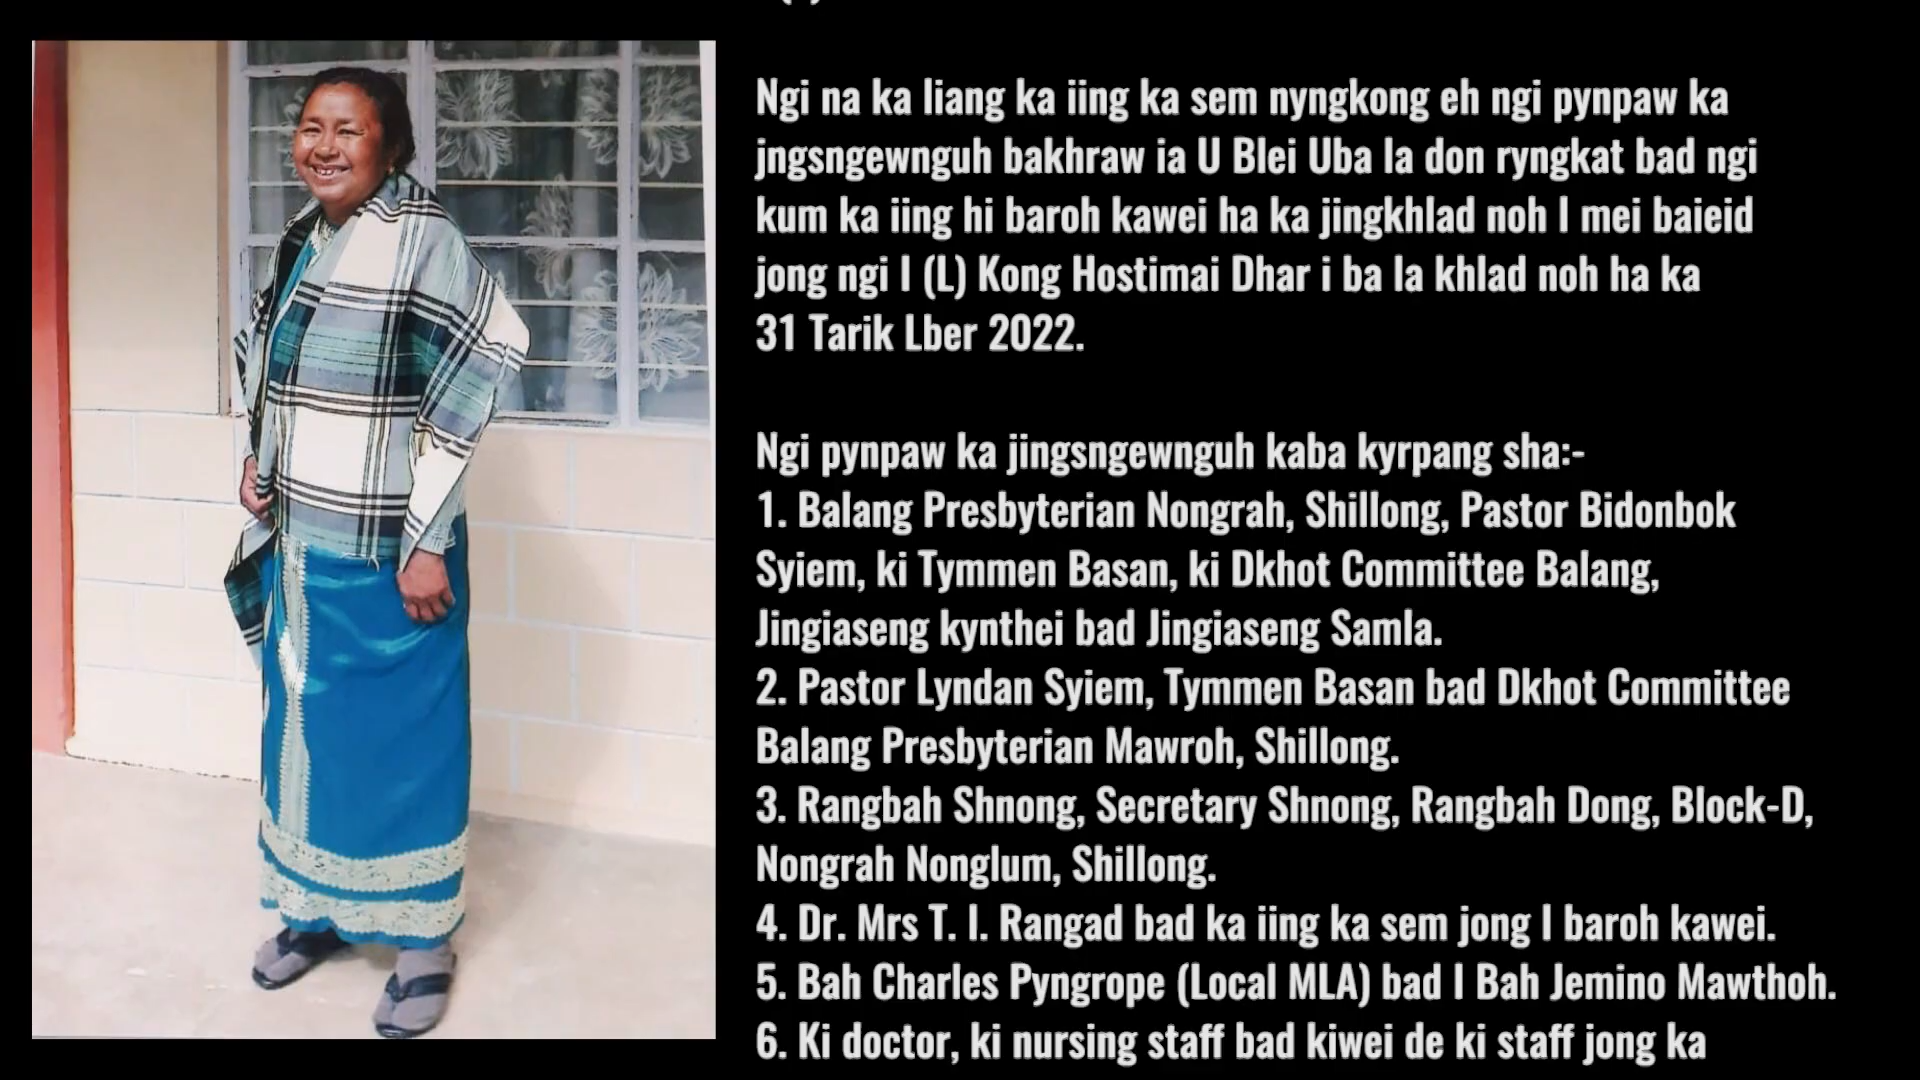 Ngi na ka liang ka iing ka sem nyngkong eh ngi pynpaw ka
jngsngewnguh bakhraw ia U Blei Uba la don ryngkat bad ngi
kum ka iing hi baroh kawei ha ka jingkhlad noh I mei baieid
jong ngi I (L) Kong Hostimai Dhar i ba la khlad noh ha ka
31 Tarik Lber 2022.
Ngi pynpaw ka jingsngewnguh kaba kyrpang sha:-
1. Balang Presbyterian Nongrah, Shillong, Pastor Bidonbok
Syiem, ki Tymmen Basan, ki Dkhot Committee Balang,
Jingiaseng kynthei bad Jingiaseng Samla.
2. Pastor Lyndan Syiem, Tymmen Basan bad Dkhot Committee
Balang Presbyterian Mawroh, Shillong.
3. Rangbah Shnong, Secretary Shnong, Rangbah Dong, Block-D,
Nongrah Nonglum, Shillong.
4. Dr. Mrs T. I. Rangad bad ka iing ka sem jong I baroh kawei.
5. Bah Charles Pyngrope (Local MLA) bad I Bah Jemino Mawthoh.
6. Ki doctor, ki nursing staff bad kiwei de ki staff jong ka